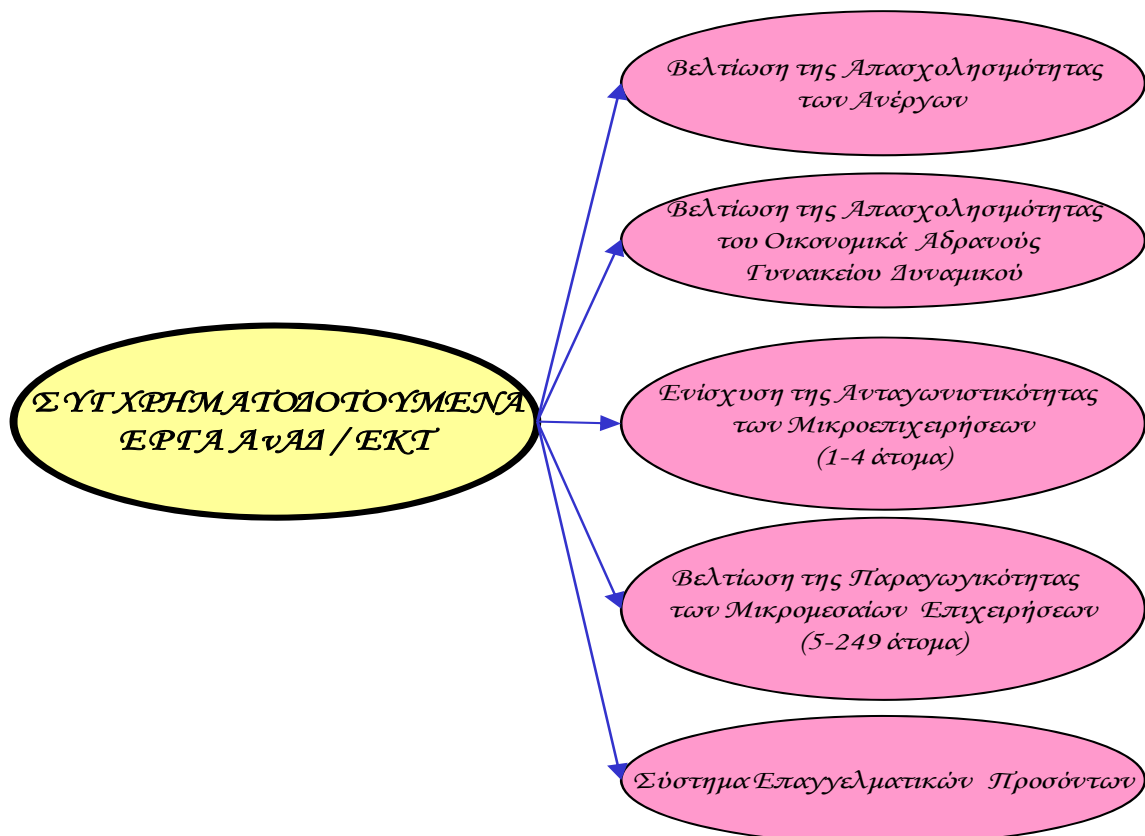 Βελτίωση της Απασχολησιμότητας
των Ανέργων
Βελτίωση της Απασχολησιμότητας
του Οικονομικά Αδρανούς
Γυναικείου Δυναμικού
ΣΥΓΧΡΗΜΑΤΟΔΟΤΟΥΜΕΝΑ
ΕΡΓΑ ΑνΑΔ / ΕΚΤ
Ενίσχυση της Ανταγωνιστικότητας
των Μικροεπιχειρήσεων
(1-4 άτομα)
Βελτίωση της Παραγωγικότητας
των Μικρομεσαίων Επιχειρήσεων
(5-249 άτομα)
Σύστημα Επαγγελματικών Προσόντων